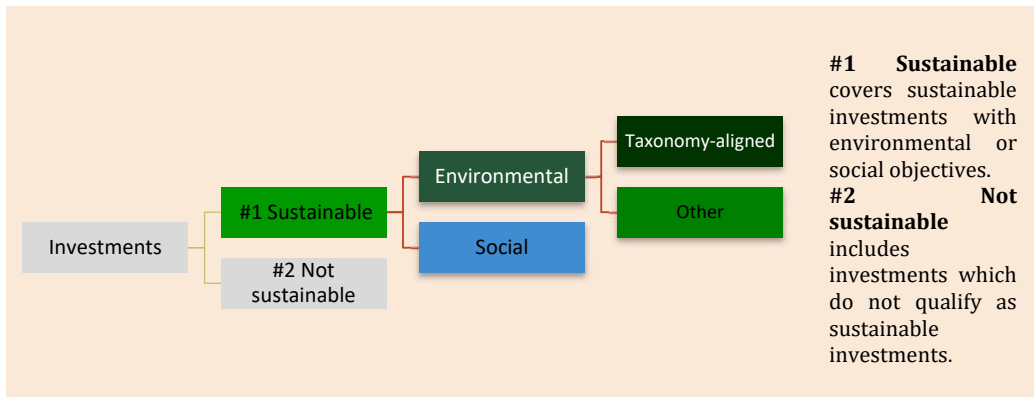 Investments
#1 Sustainable
#2 Not
sustainable
Environmental
Social
Taxonomy-aligned
Other
#1 Sustainable
covers sustainable
investments with
environmental or
social objectives.
#2 Not
sustainable
includes
investments which
do not qualify as
sustainable
investments.